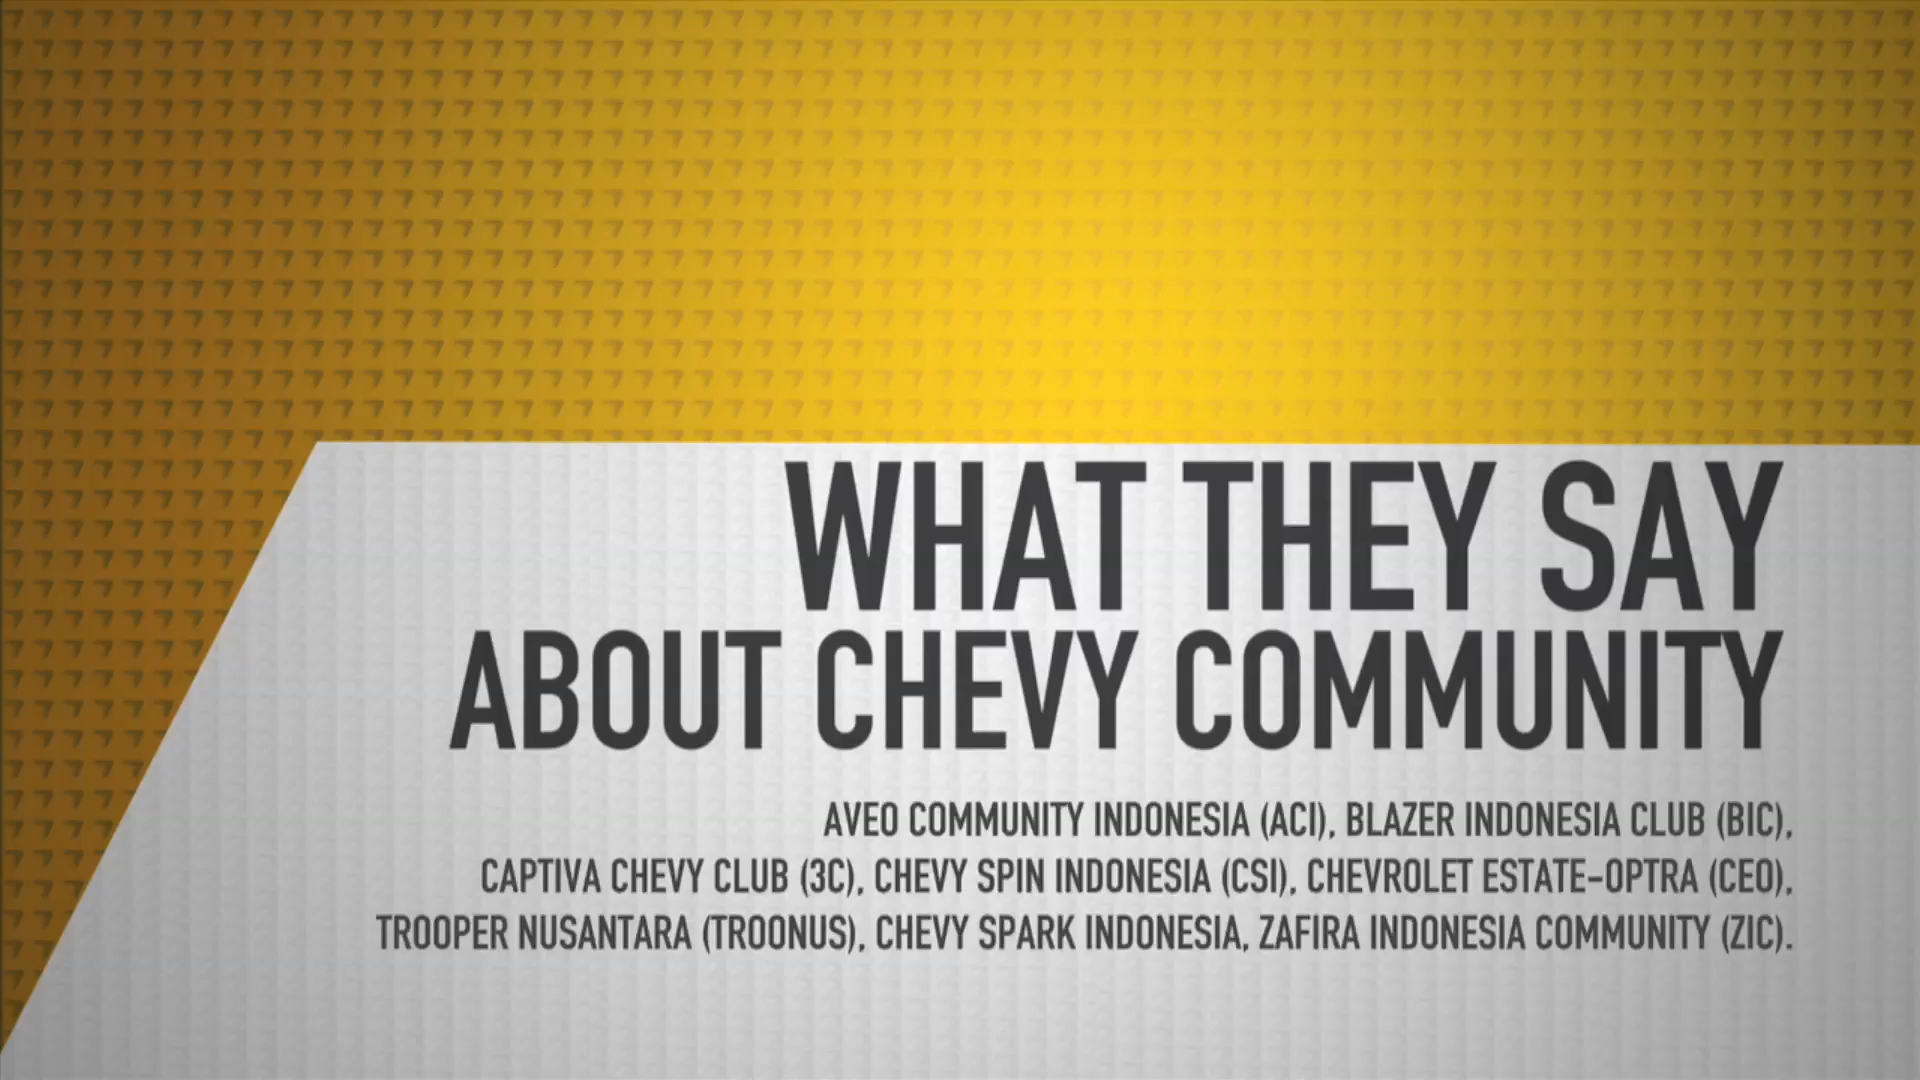 WHAT THEY SAY
ABOUT CHEVY COMMUNITY
AVEO COMMUNITY INDONESIA (ACI), BLAZER INDONESIA CLUB (BIC),
CAPTIVA CHEVY CLUB (3C), CHEVY SPIN INDONESIA (CSI), CHEVROLET ESTATE-OPTRA (CEO),
TROOPER NUSANTARA (TROONUS), CHEVY SPARK INDONESIA, ZAFIRA INDONESIA COMMUNITY (ZIC).